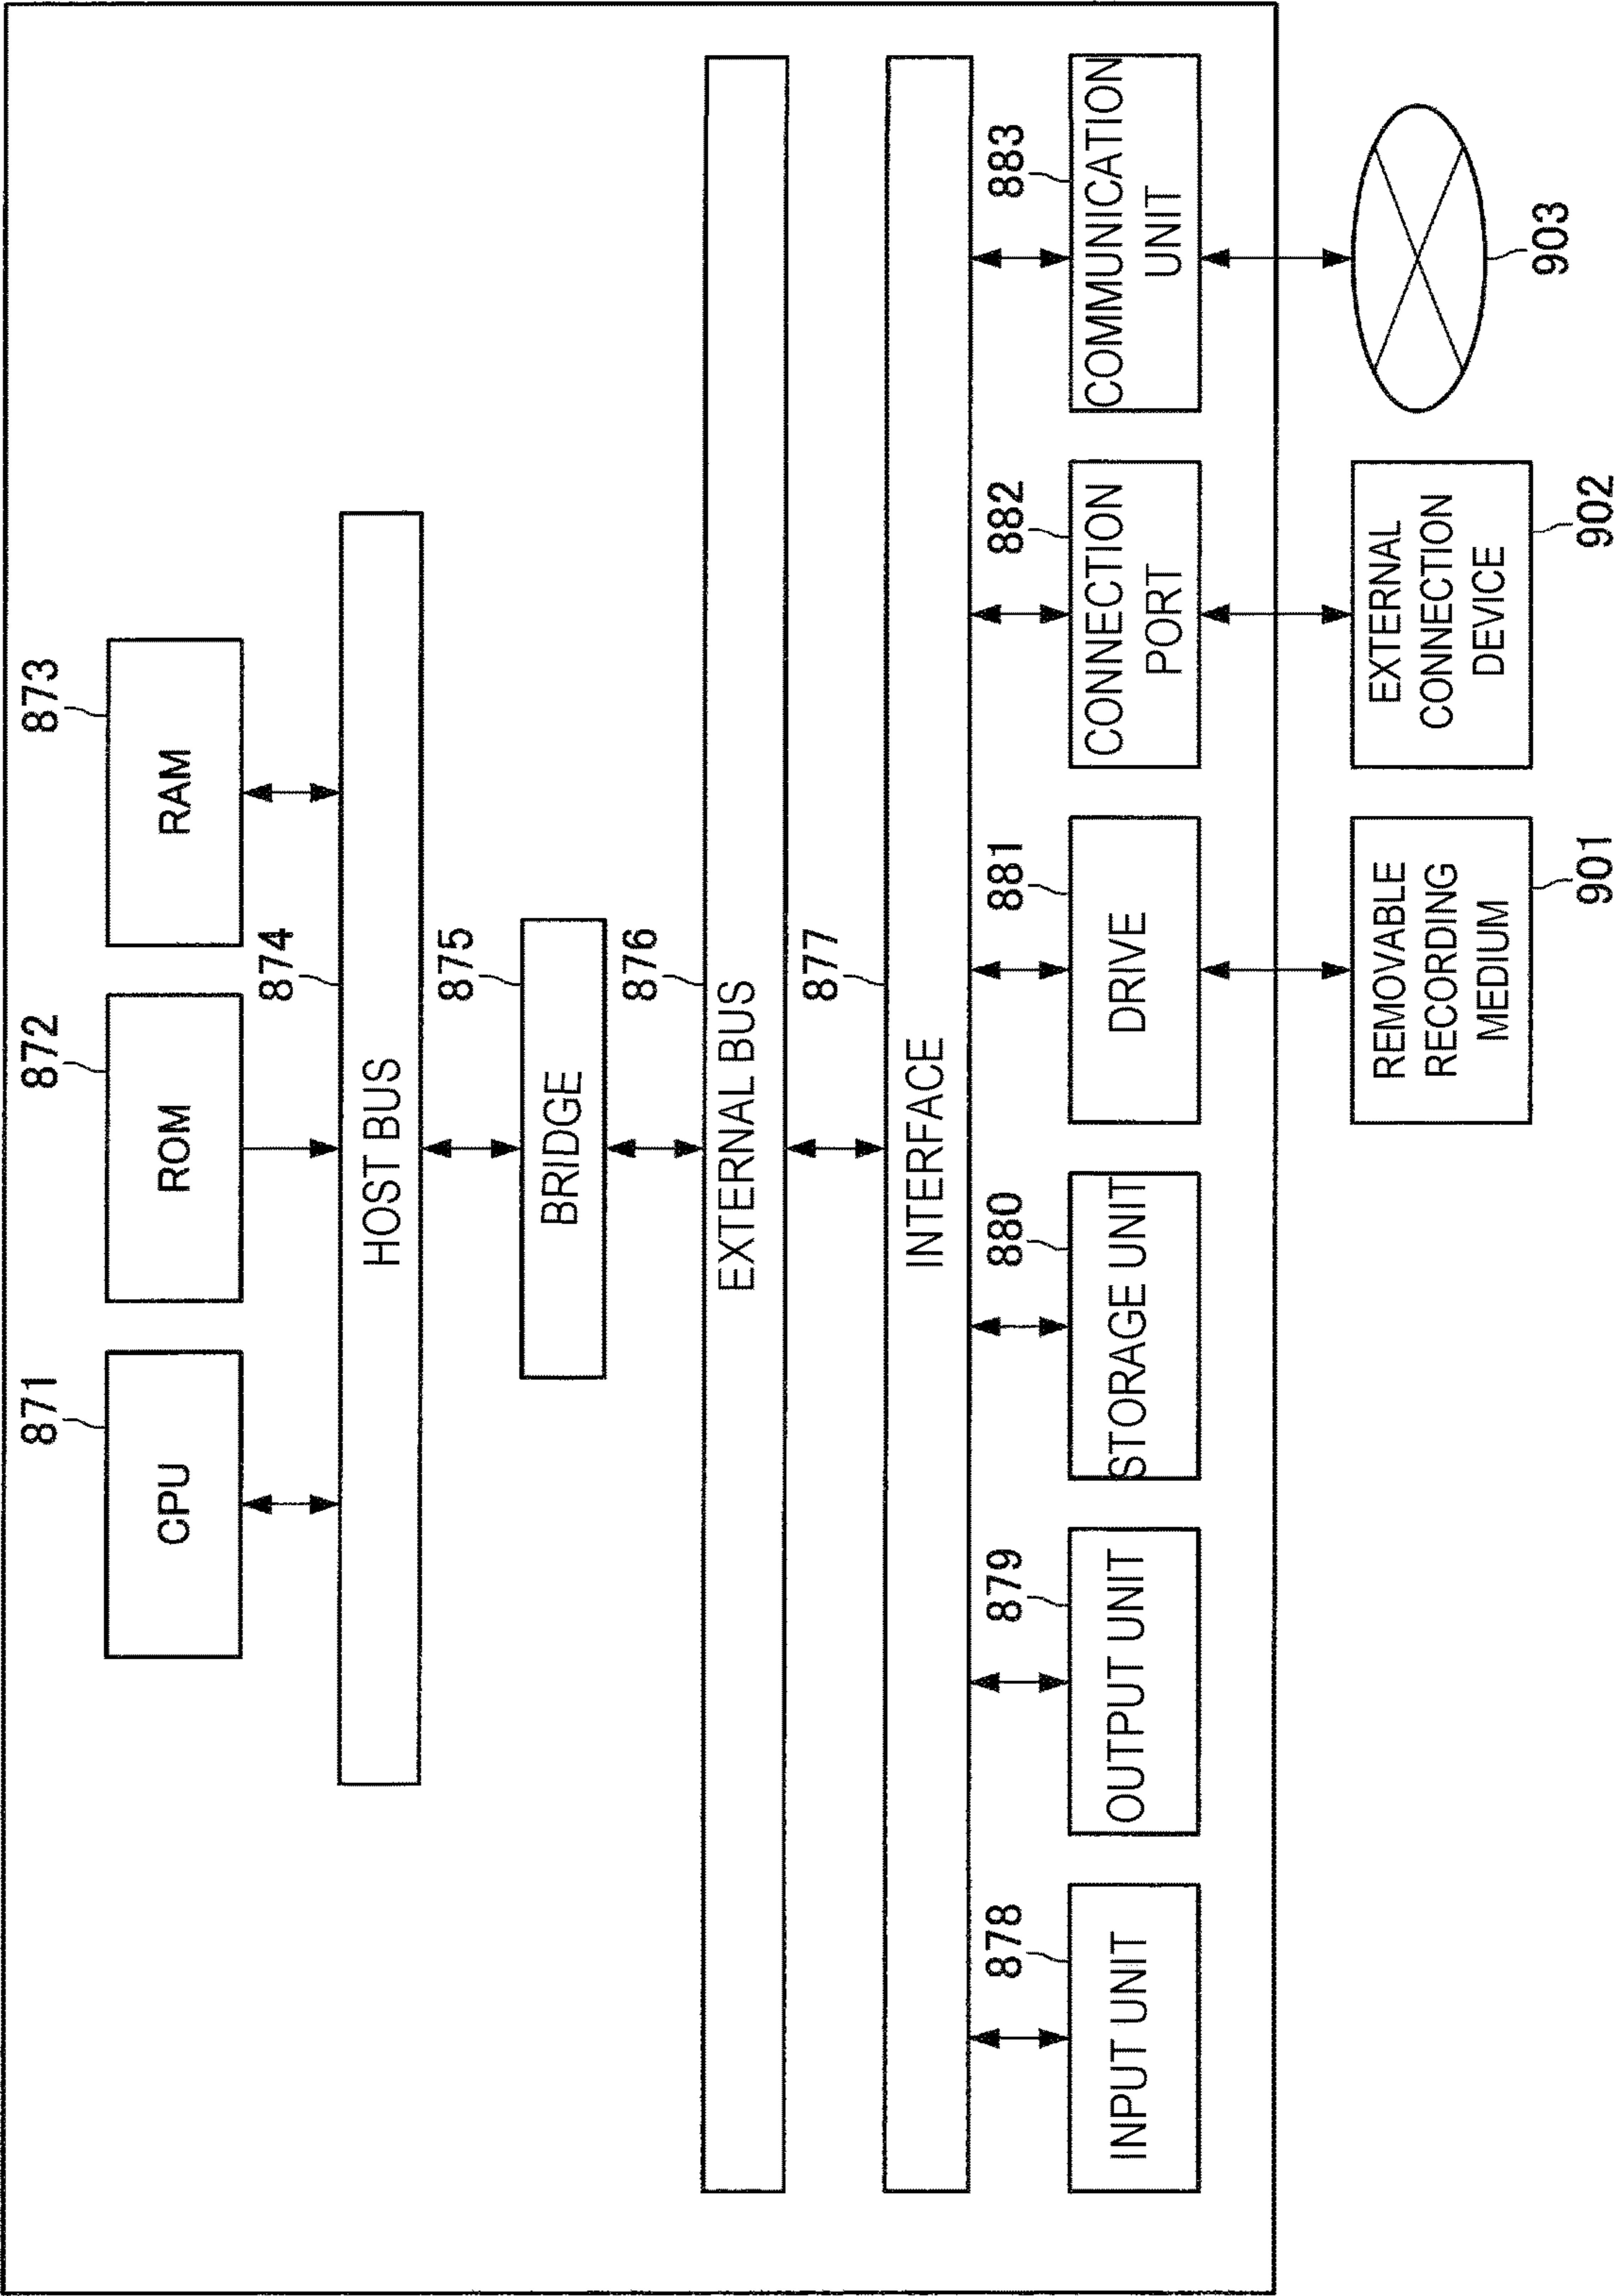 871
872
873
CPU
ROM
RAM
874
HOST BUS
875
BRIDGE
876
EXTERNAL BUS
877
INTERFACE
878
879
880
881
882
883
INPUT UNIT
OUTPUT UNIT
STORAGE UNIT
DRIVE
CONNECTION
PORT
COMMUNICATION
UNIT
REMOVABLE
RECORDING
MEDIUM
EXTERNAL
CONNECTION
DEVICE
901
902
903